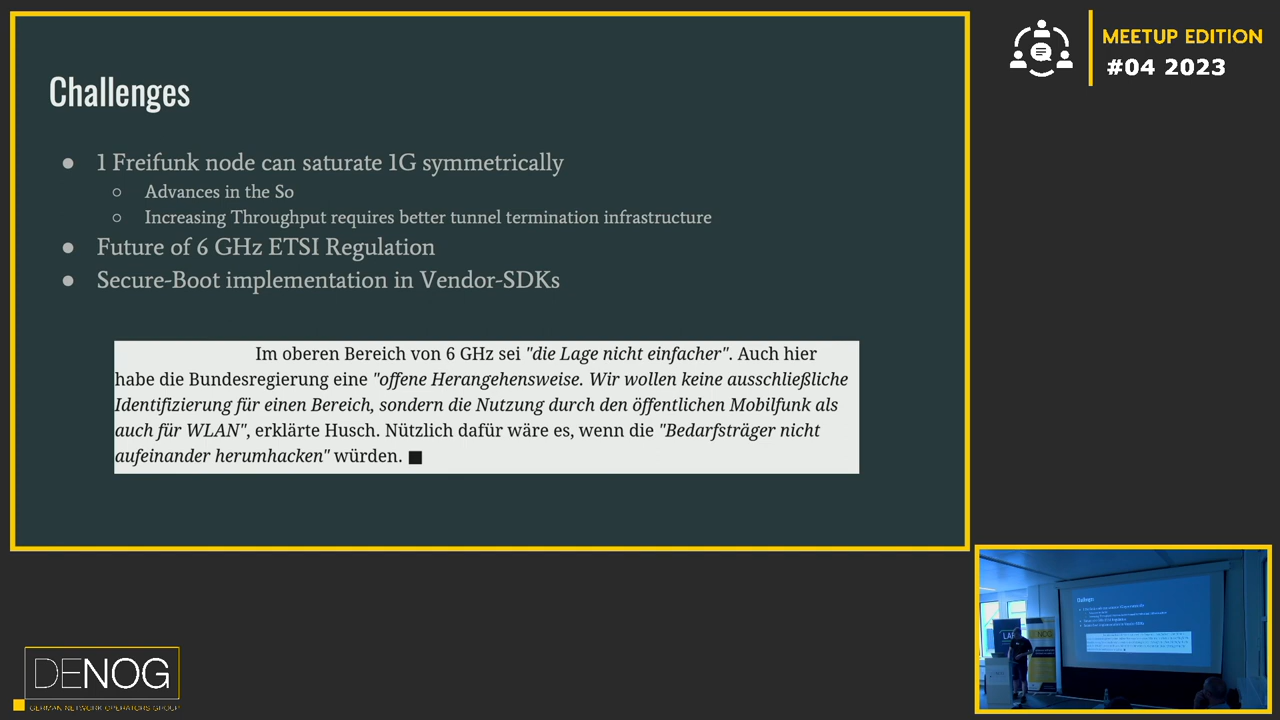 Challenges
● 1 Freifunk node can saturate 1G symmetrically
○ Advances in the So
○ Increasing Throughput requires better tunnel termination infrastructure
● Future of 6 GHz ETSI Regulation
● Secure-Boot implementation in Vendor-SDKs
Im oberen Bereich von 6 GHz sei "die Lage nicht einfacher". Auch hier
habe die Bundesregierung eine "offene Herangehensweise. Wir wollen keine ausschließliche
Identifizierung für einen Bereich, sondern die Nutzung durch den öffentlichen Mobilfunk als
auch für WLAN", erklärte Husch. Nützlich dafür wäre es, wenn die "Bedarfsträger nicht
aufeinander herumhacken" würden. ■
MEETUP EDITION
#04 2023
DENOG
GERMAN NETWORK OPERATORS GROUP
Challenges
DENOG